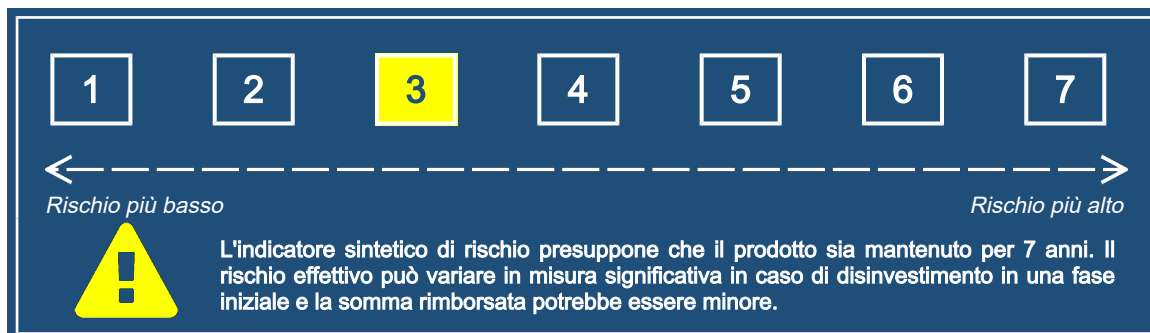 1 2 3 4 5 6 7
Rischio più basso Rischio più alto
!
L'indicatore sintetico di rischio presuppone che il prodotto sia mantenuto per 7 anni. Il
rischio effettivo può variare in misura significativa in caso di disinvestimento in una fase
iniziale e la somma rimborsata potrebbe essere minore.